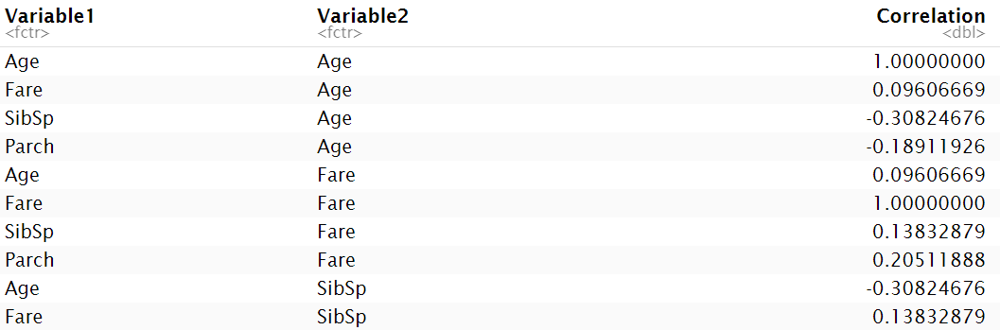 Variable1 Variable2 Correlation
<fctr> <fctr> <dbl>
Age Age 1.00000000
Fare Age 0.09606669
SibSp Age -0.30824676
Parch Age -0.18911926
Age Fare 0.09606669
Fare Fare 1.00000000
SibSp Fare 0.13832879
Parch Fare 0.20511888
Age SibSp -0.30824676
Fare SibSp 0.13832879